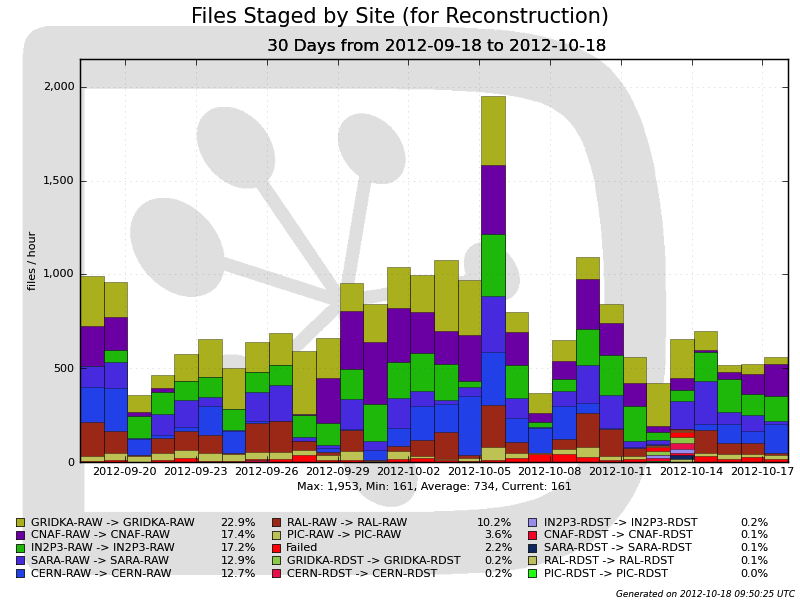 Files Staged by Site (for Reconstruction)
30 Days from 2012-09-18 to 2012-10-18
2,000
1,500
1,000
500
0
files / hour
2012-09-20 2012-09-23 2012-09-26 2012-09-29 2012-10-02 2012-10-05 2012-10-08 2012-10-11 2012-10-14 2012-10-17
Max: 1,953, Min: 161, Average: 734, Current: 161
GRIDKA-RAW -> GRIDKA-RAW 22.9% RAL-RAW -> RAL-RAW 10.2% IN2P3-RDST -> IN2P3-RDST 0.2%
CNAF-RAW -> CNAF-RAW 17.4% PIC-RAW -> PIC-RAW 3.6% CNAF-RDST -> CNAF-RDST 0.1%
IN2P3-RAW -> IN2P3-RAW 17.2% Failed 2.2% SARA-RDST -> SARA-RDST 0.1%
SARA-RAW -> SARA-RAW 12.9% GRIDKA-RDST -> GRIDKA-RDST 0.2% RAL-RDST -> RAL-RDST 0.1%
CERN-RAW -> CERN-RAW 12.7% CERN-RDST -> CERN-RDST 0.2% PIC-RDST -> PIC-RDST 0.0%
Generated on 2012-10-18 09:50:25 UTC